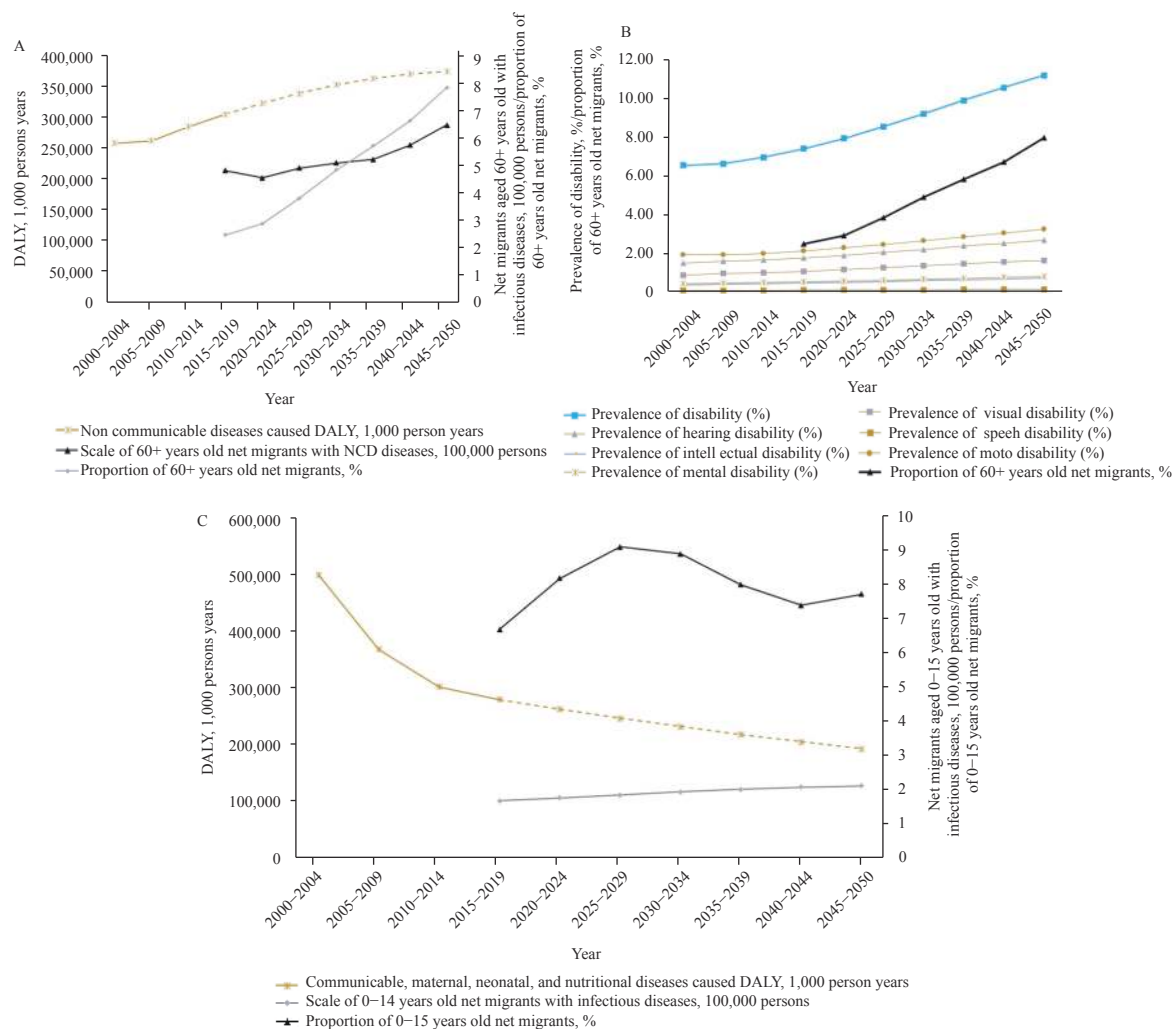 A
400,000
350,000
300,000
250,000
200,000
150,000
100,000
50,000
0
DALY, 1,000 persons years
9
8
7
6
5
4
3
2
1
0
Net migrants aged 60+years old with
infectious diseases, 100,000 persons/proportion of
60+ years old net migrants, %
2000−2004
2005−2009
2010−2014
2015−2019
2020−2024
2025−2029
2030−2034
2035−2039
2040−2044
2045−2050
Year
Non communicable diseases caused DALY, 1,000 person years
Scale of 60+ years old net migrants with NCD diseases, 100,000 persons
Proportion of 60+ years old net migrants, %
B
12.00
10.00
8.00
6.00
4.00
2.00
0
Prevalence of disability, %/proportion
of 60+ years old net migrants, %
2000−2004
2005−2009
2010−2014
2015−2019
2020−2024
2025−2029
2030−2034
2035−2039
2040−2044
2045−2050
Year
Prevalence of disability (%)
Prevalence of hearing disability (%)
Prevalence of intell ectual disability (%)
Prevalence of mental disability (%)
Prevalence of visual disability (%)
Prevalence of speeh disability (%)
Prevalence of moto disability (%)
Proportion of 60+ years old net migrants, %
C
600,000
500,000
400,000
300,000
200,000
100,000
0
DALY, 1,000 persons years
10
9
8
7
6
5
4
3
2
1
0
Net migrants aged 0−15 years old with
infectious diseases, 100,000 persons/proportion
of 0−15 years old net migrants, %
2000−2004
2005−2009
2010−2014
2015−2019
2020−2024
2025−2029
2030−2034
2035−2039
2040−2044
2045−2050
Year
Communicable, maternal, neonatal, and nutritional diseases caused DALY, 1,000 person years
Scale of 0−14 years old net migrants with infectious diseases, 100,000 persons
Proportion of 0−15 years old net migrants, %